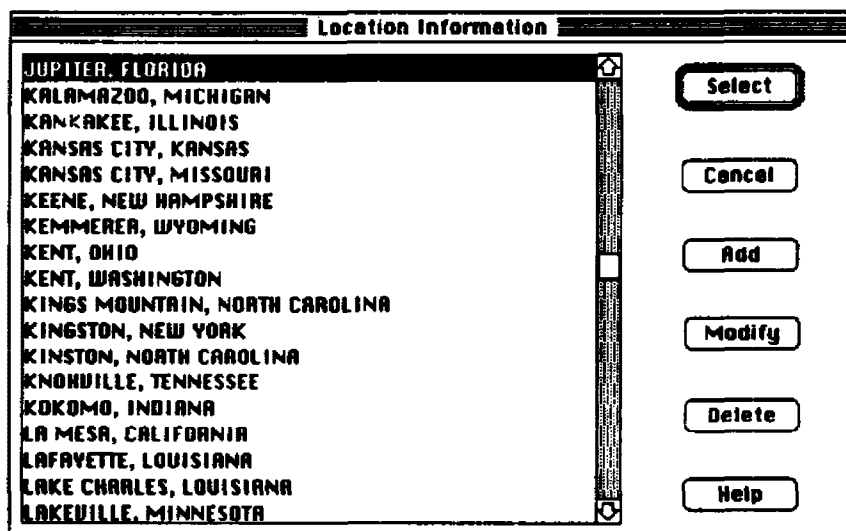 Location Information
JUPITER, FLORIDA
KALAMAZOO, MICHIGAN
KANKAKEE, ILLINOIS
KANSAS CITY, KANSAS
KANSAS CITY, MISSOURI
KEENE, NEW HAMPSHIRE
KEMMERER, WYOMING
KENT, OHIO
KENT, WASHINGTON
KINGS MOUNTAIN, NORTH CAROLINA
KINGSTON, NEW YORK
KINSTON, NORTH CAROLINA
KNOXVILLE, TENNESSEE
KOKOMO, INDIANA
LA MESA, CALIFORNIA
LAFAYETTE, LOUISIANA
LAKE CHARLES, LOUISIANA
LAKEVILLE, MINNESOTA
Select
Cancel
Add
Modify
Delete
Help